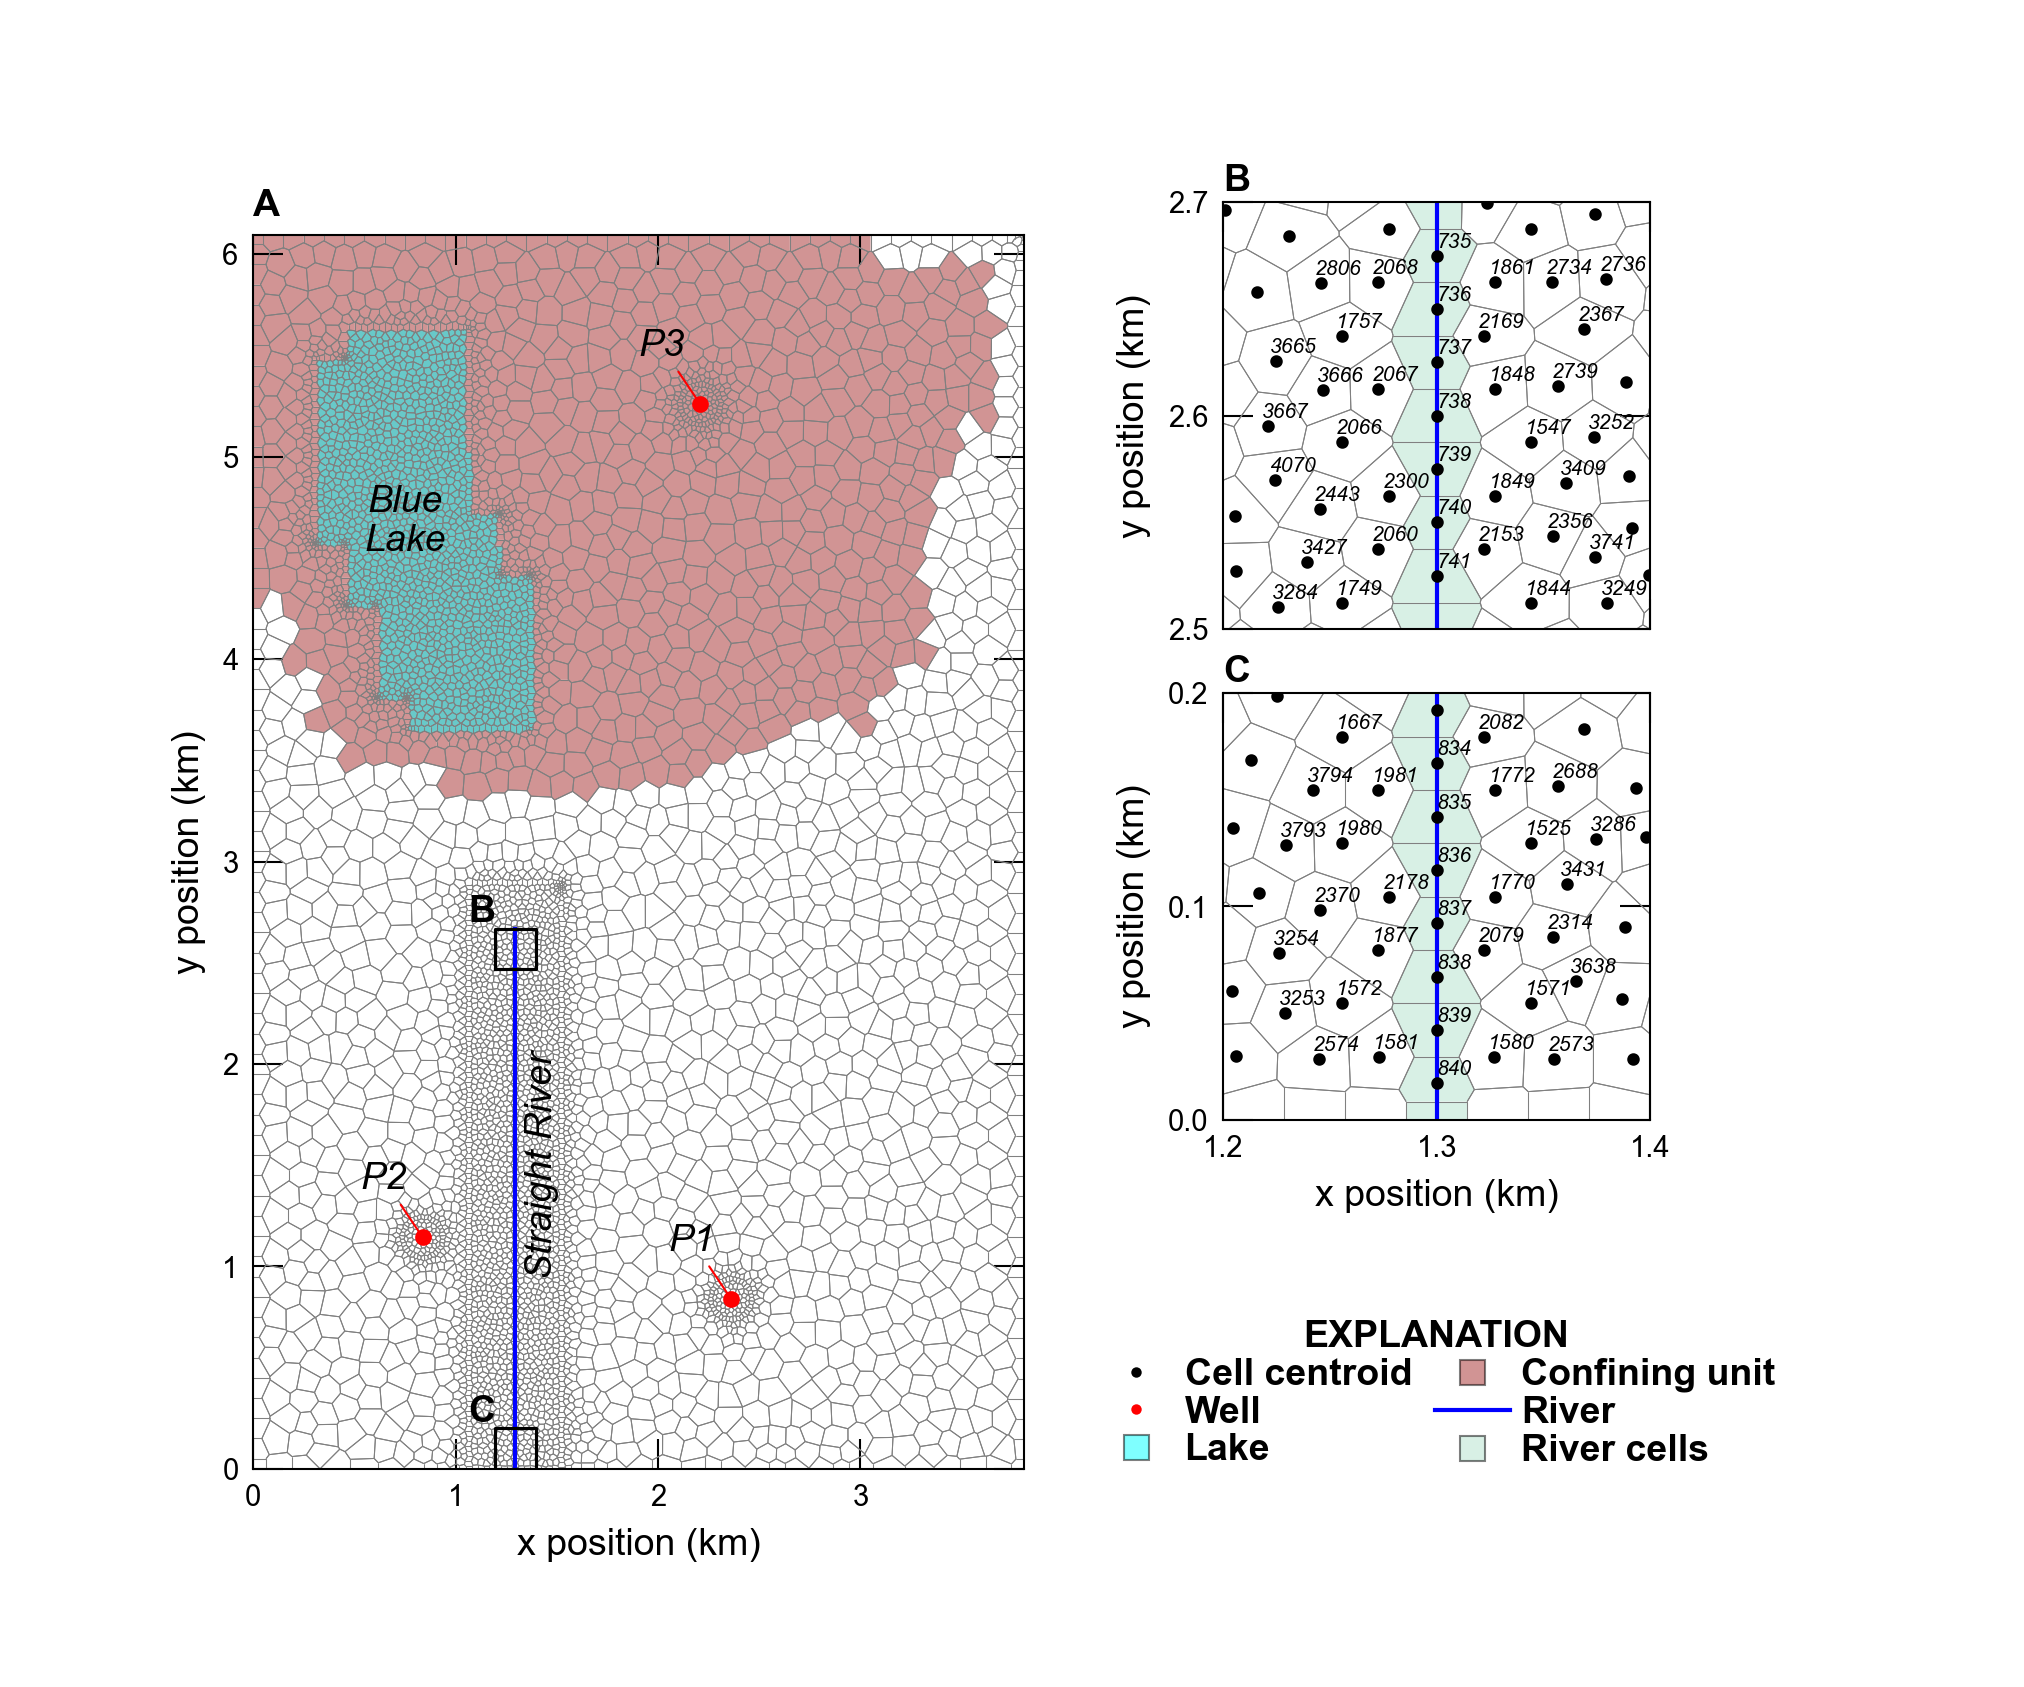 A
6
5
4
3
2
1
0
0
1
2
3
y position (km)
x position (km)
P3
Blue
Lake
B
Straight River
P2
P1
C
B
2.7
2.6
2.5
y position (km)
735
2806 2068 1861 2734 2736
736
1757 2169 2367
3665 737
3666 2067 1848 2739
3667 738
2066 1547 3252
4070 739 3409
2443 2300 1849
740 2356
3427 2060 2153 3741
741
3284 1749 1844 3249
C
0.2
0.1
0.0
y position (km)
1667 2082
834
3794 1981 1772 2688
835
3793 1980 1525 3286
836 3431
2370 2178 1770
837 2314
3254 1877 2079
838 3638
3253 1572 1571
839
2574 1581 1580 2573
840
1.2 1.3 1.4
x position (km)
EXPLANATION
Cell centroid
Well
Lake
Confining unit
River
River cells